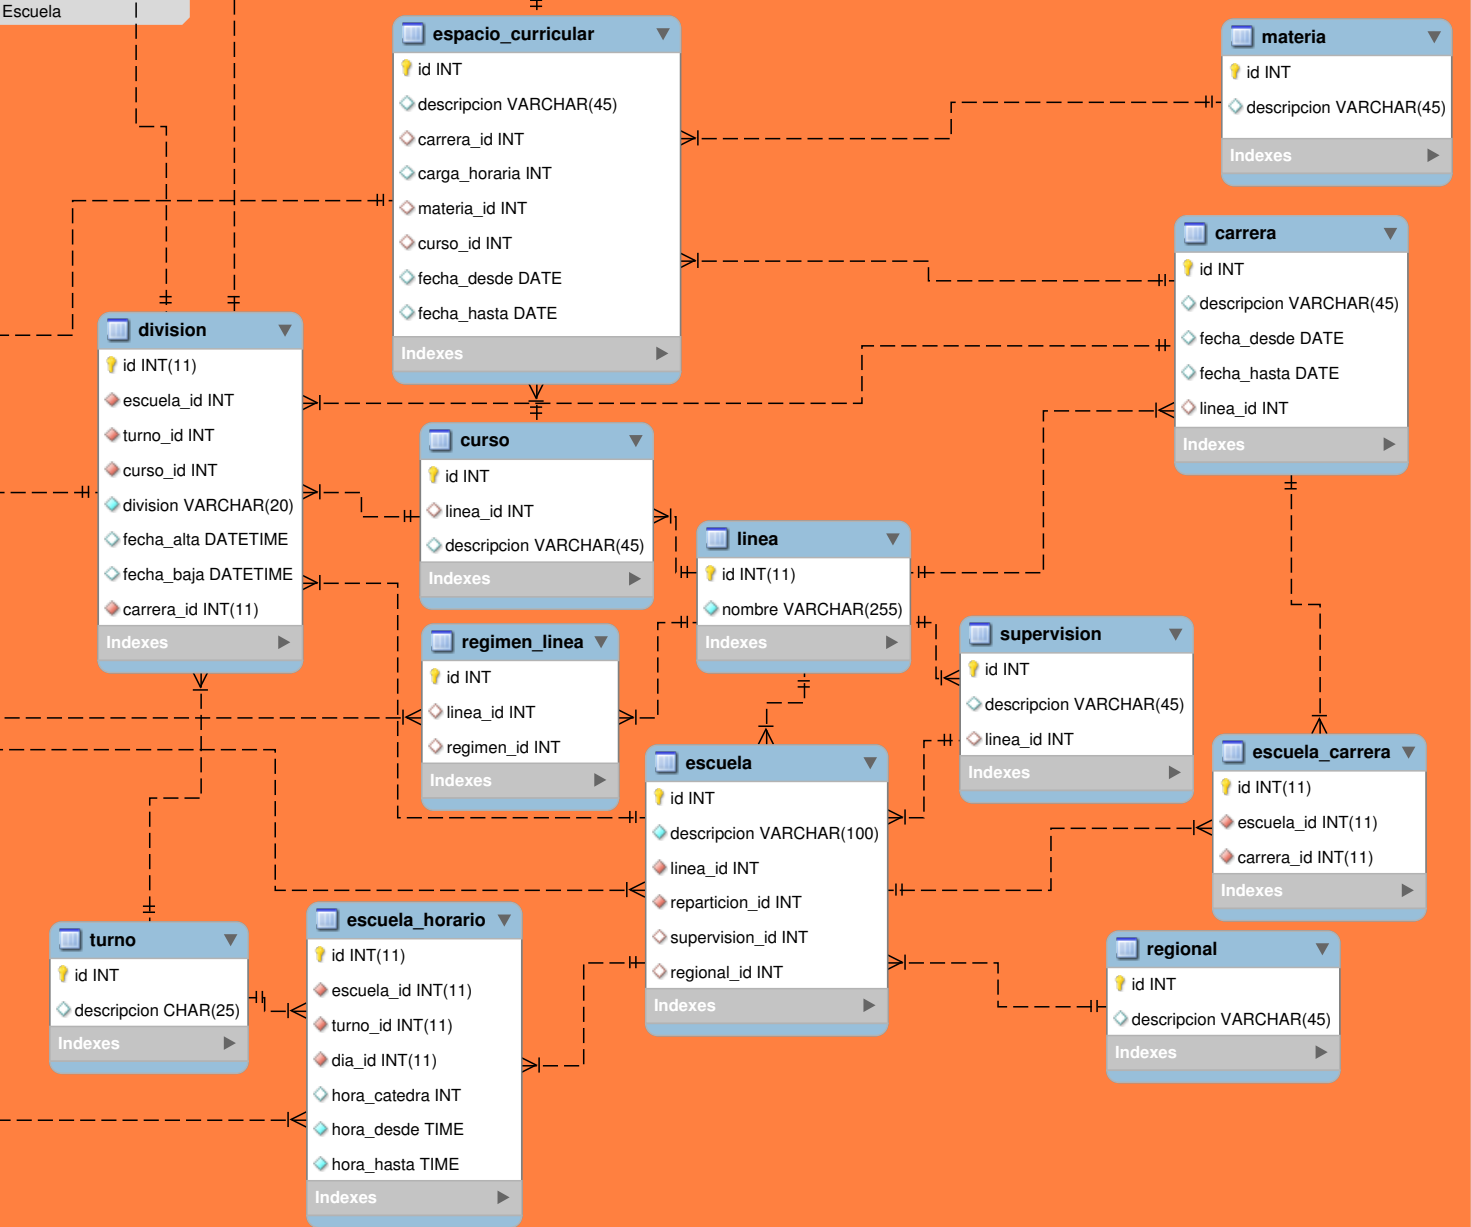 Escuela
espacio_curricular
id INT
descripcion VARCHAR(45)
carrera_id INT
carga_horaria INT
materia_id INT
curso_id INT
fecha_desde DATE
fecha_hasta DATE
Indexes
materia
id INT
descripcion VARCHAR(45)
Indexes
carrera
id INT
descripcion VARCHAR(45)
fecha_desde DATE
fecha_hasta DATE
linea_id INT
Indexes
division
id INT(11)
escuela_id INT
turno_id INT
curso_id INT
division VARCHAR(20)
fecha_alta DATETIME
fecha_baja DATETIME
carrera_id INT(11)
Indexes
curso
id INT
linea_id INT
descripcion VARCHAR(45)
Indexes
linea
id INT(11)
nombre VARCHAR(255)
Indexes
regimen_linea
id INT
linea_id INT
regimen_id INT
Indexes
supervision
id INT
descripcion VARCHAR(45)
linea_id INT
Indexes
escuela
id INT
descripcion VARCHAR(100)
linea_id INT
reparticion_id INT
supervision_id INT
regional_id INT
Indexes
escuela_carrera
id INT(11)
escuela_id INT(11)
carrera_id INT(11)
Indexes
turno
id INT
descripcion CHAR(25)
Indexes
escuela_horario
id INT(11)
escuela_id INT(11)
turno_id INT(11)
dia_id INT(11)
hora_catedra INT
hora_desde TIME
hora_hasta TIME
Indexes
regional
id INT
descripcion VARCHAR(45)
Indexes